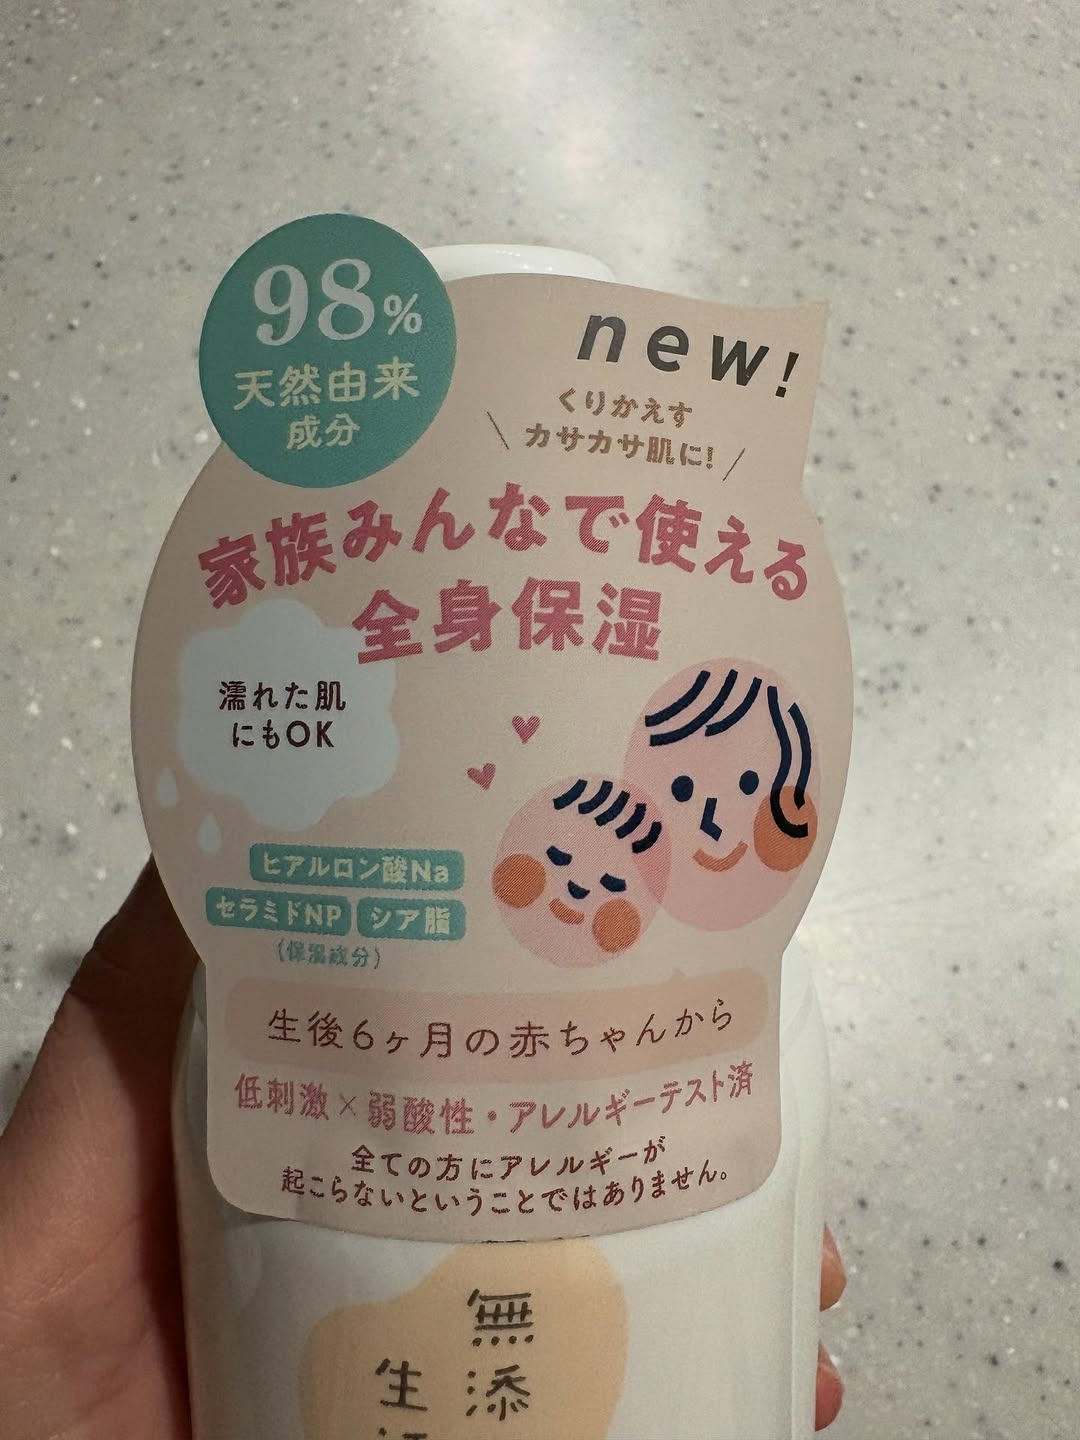 98%
天然由来
成分
new!
くりかえす
カサカサ肌に!
家族みんなで使える
全身保湿
濡れた肌
にもOK
ヒアルロン酸Na
セラミドNP シア脂
(保湿成分)
生後6ヶ月の赤ちゃんから
低刺激×弱酸性・アレルギーテスト済
全ての方にアレルギーが
起こらないということではありません。
無添
生